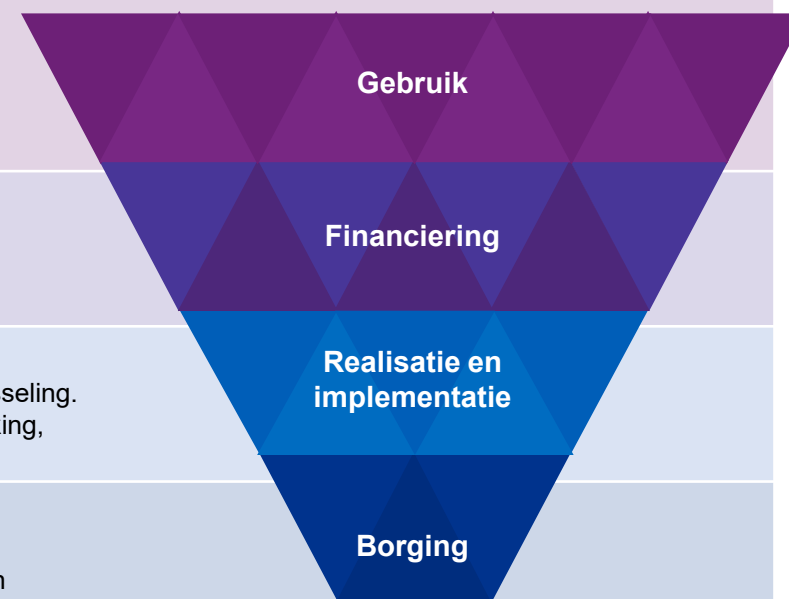 Gebruik
Financiering
Realisatie en
implementatie
seling.
ing,
Borging